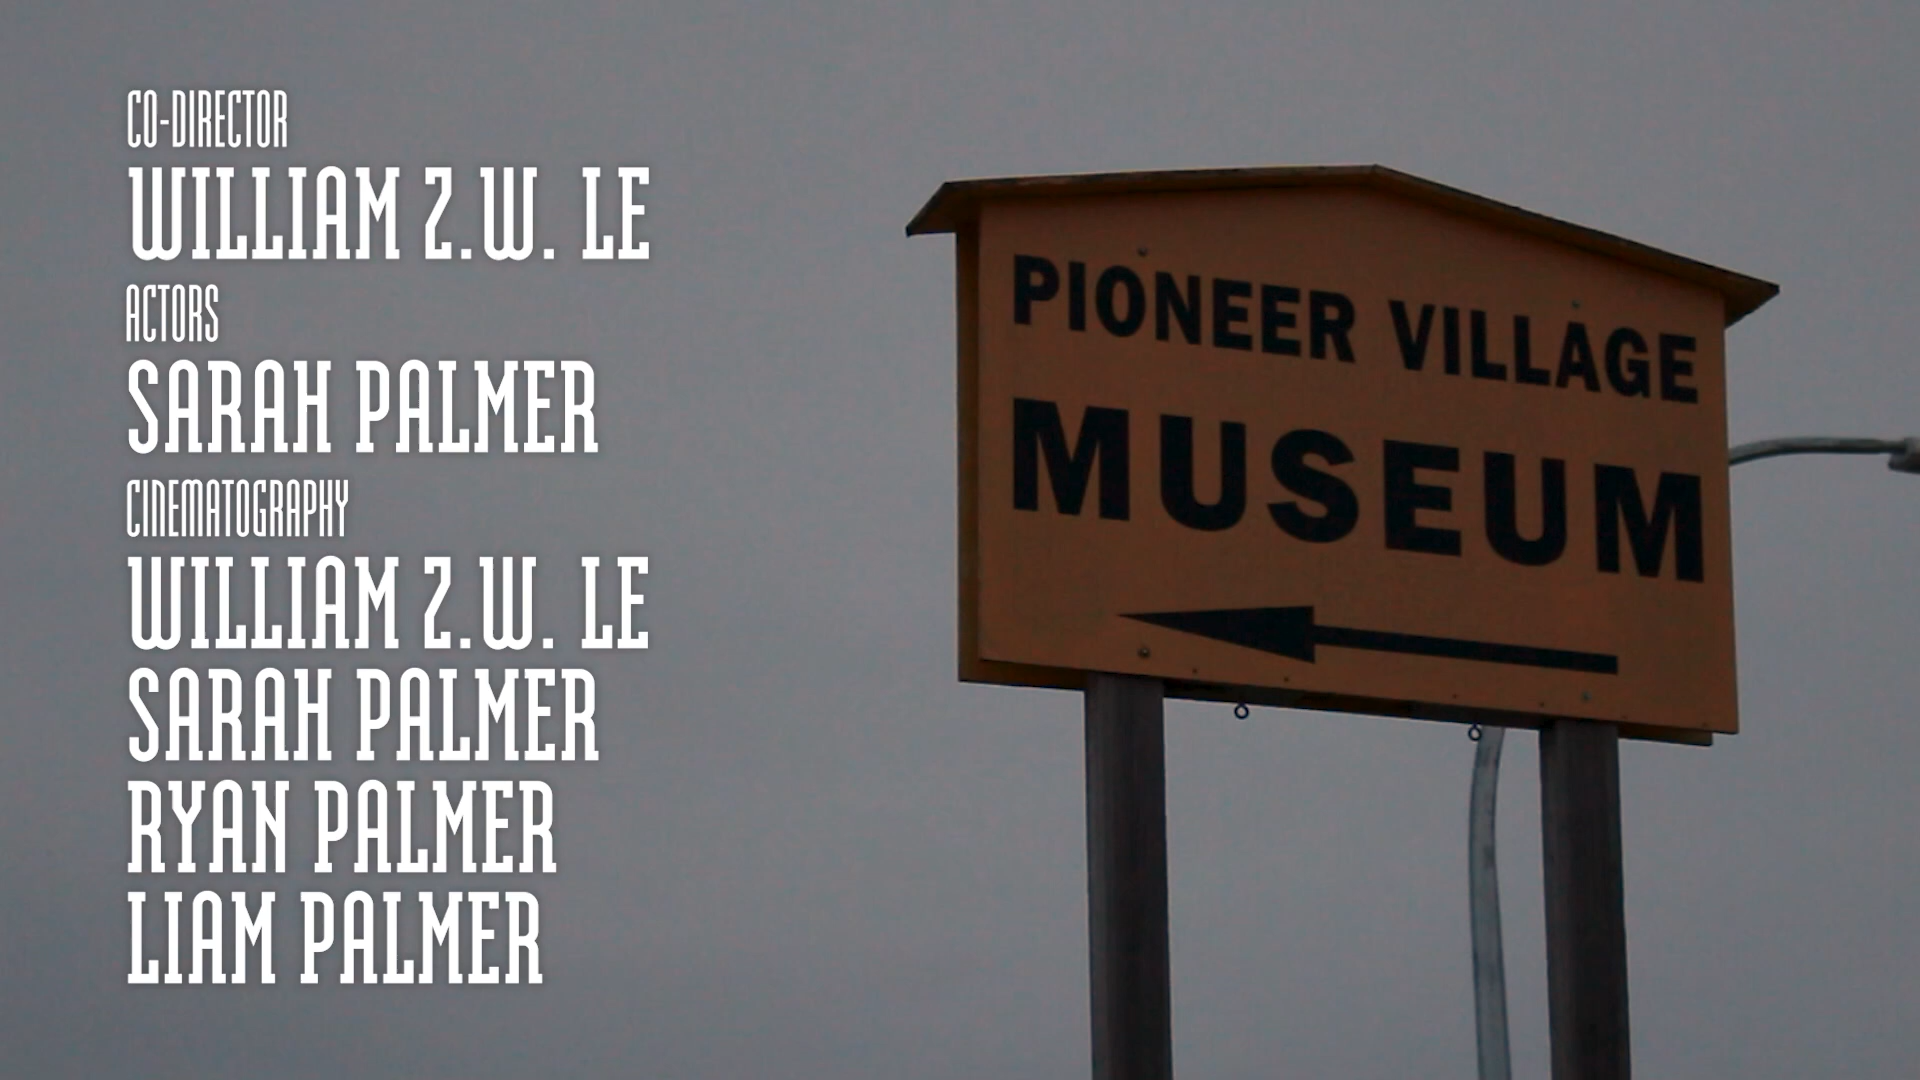 CO-DIRECTOR
WILLIAM Z.W. LE
ACTORS
SARAH PALMER
CINEMATOGRAPHY
WILLIAM Z.W. LE
SARAH PALMER
RYAN PALMER
LIAM PALMER
PIONEER VILLAGE
MUSEUM